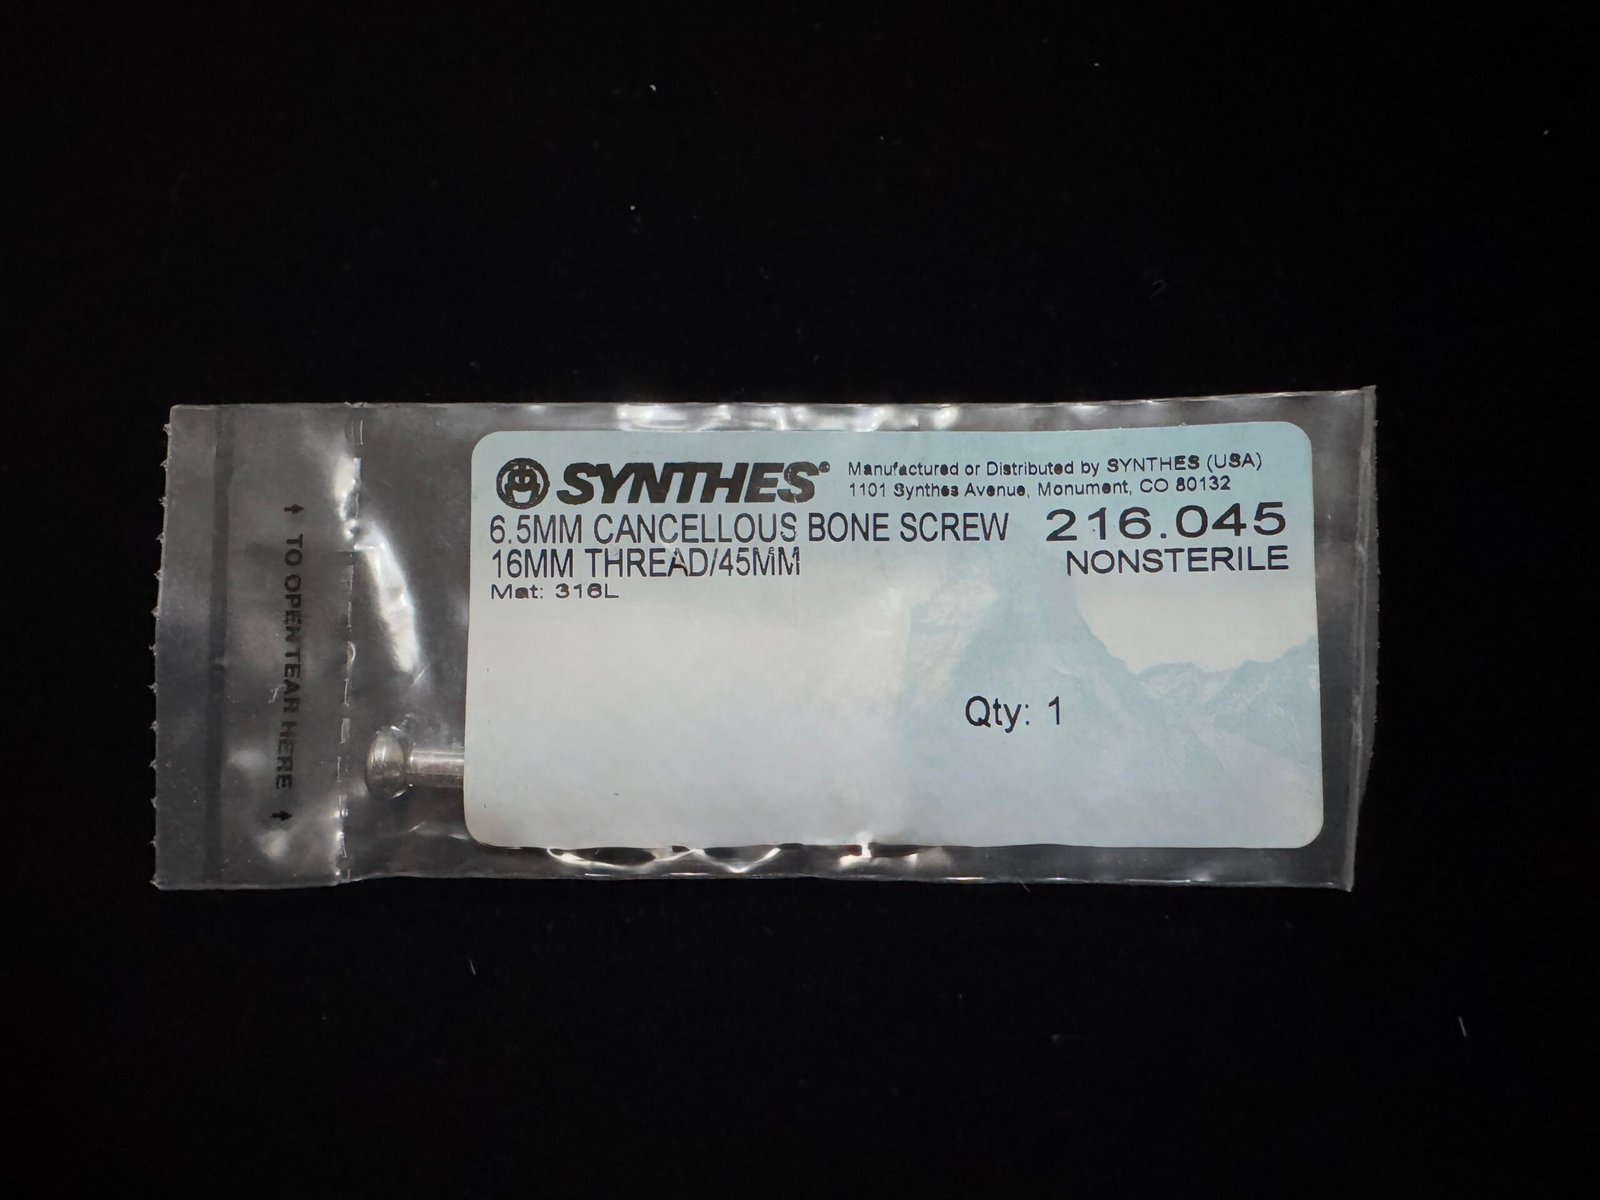 SYNTHES®
Manufactured or Distributed by SYNTHES (USA)
1101 Synthes Avenue, Monument, CO 80132
6.5MM CANCELLOUS BONE SCREW
216.045
16MM THREAD/45MM
NONSTERILE
Mat: 316L
Qty: 1
TO OPEN TEAR HERE